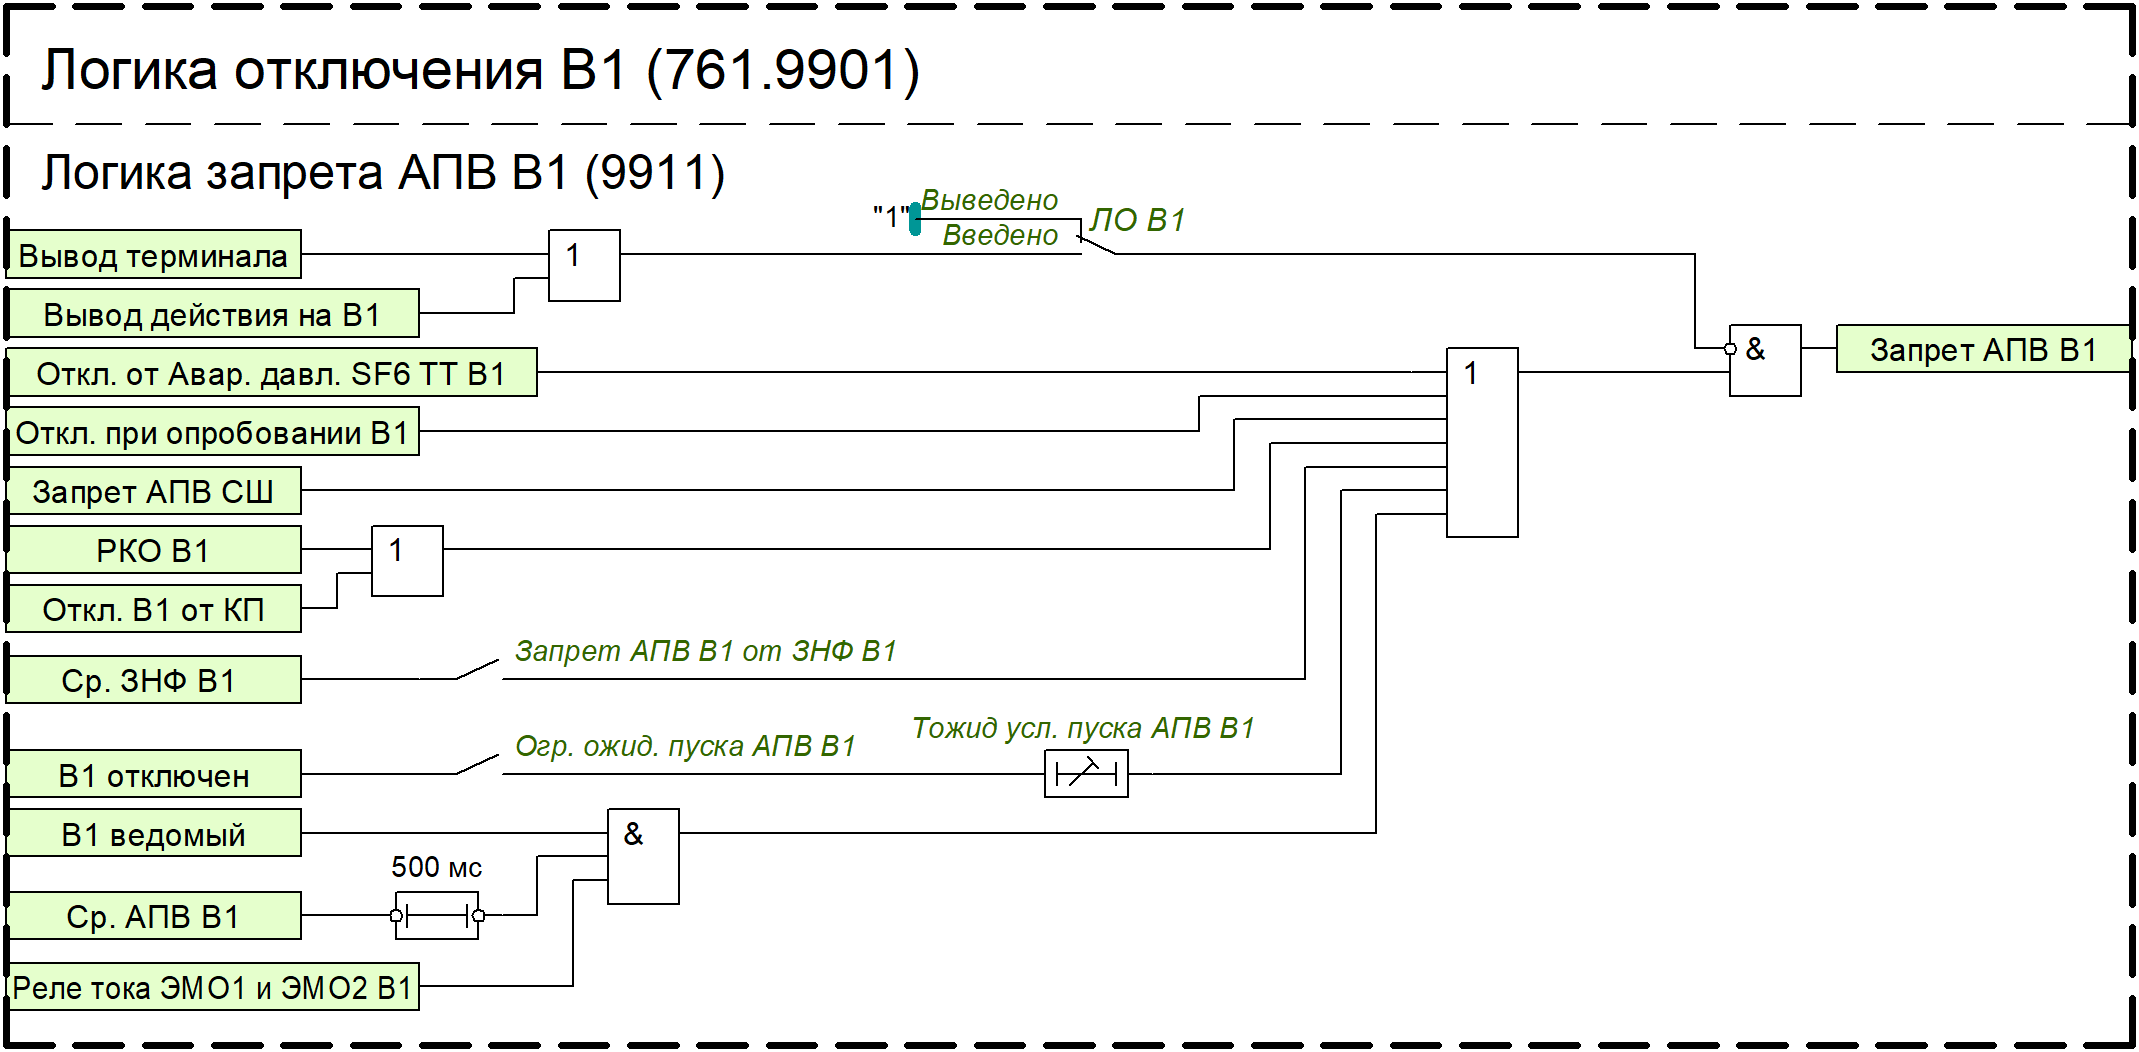 Логика отключения В1 (761.9901)
Логика запрета АПВ В1 (9911)
"1"
Выведено
Введено
ЛО В1
Вывод терминала
1
Вывод действия на В1
Откл. от Авар. давл. SF6 ТТ В1
1
&
Запрет АПВ В1
Откл. при опробовании В1
Запрет АПВ СШ
РКО В1
1
Откл. В1 от КП
Ср. ЗНФ В1
Запрет АПВ В1 от ЗНФ В1
В1 отключен
Огр. ожид. пуска АПВ В1
Тожид усл. пуска АПВ В1
В1 ведомый
&
500 мс
Ср. АПВ В1
Реле тока ЭМО1 и ЭМО2 В1